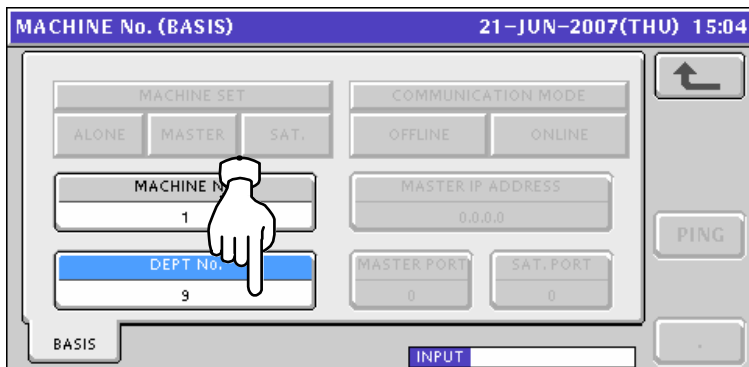 MACHINE No. (BASIS) 21-JUN-2007(THU) 15:04
MACHINE SET COMMUNICATION MODE
ALONE MASTER SAT. OFFLINE ONLINE
MACHINE N MASTER IP ADDRESS
1 0.0.0.0
PING
DEPT No. MASTER PORT SAT. PORT
9 0 0
BASIS
INPUT
.